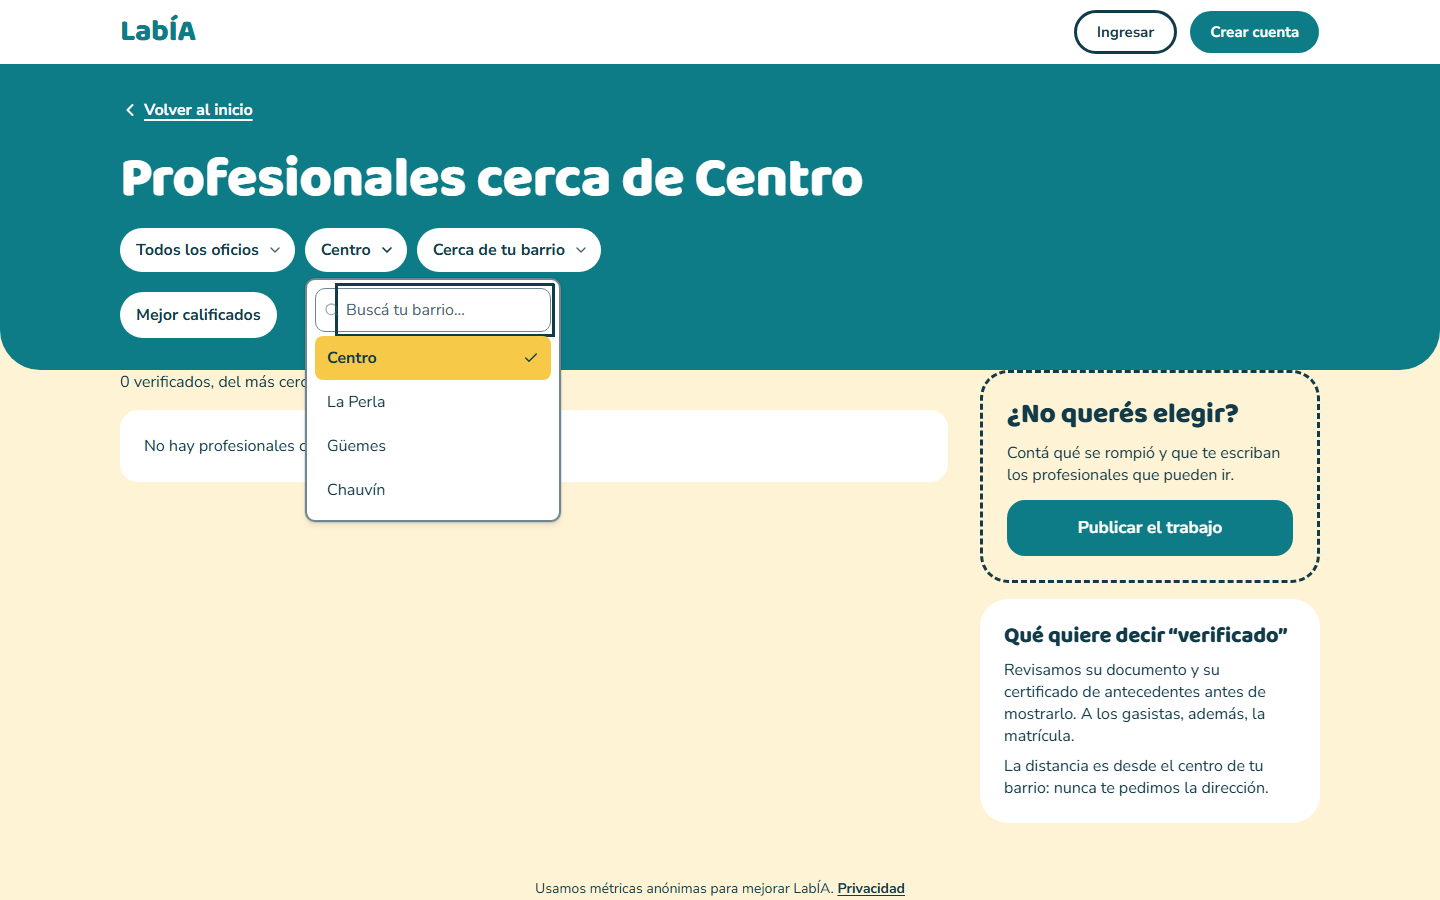 LabÍA
Ingresar
Crear cuenta
Volver al inicio
Profesionales cerca de Centro
Todos los oficios
Centro
Cerca de tu barrio
Mejor calificados
Buscá tu barrio...
Centro
La Perla
Güemes
Chauvín
0 verificados, del más
No hay profesionales
¿No querés elegir?
Contá qué se rompió y que te escriban
los profesionales que pueden ir.
Publicar el trabajo
Qué quiere decir “verificado”
Revisamos su documento y su
certificado de antecedentes antes de
mostrarlo. A los gasistas, además, la
matrícula.
La distancia es desde el centro de tu
barrio: nunca te pedimos la dirección.
Usamos métricas anónimas para mejorar LabÍA. Privacidad